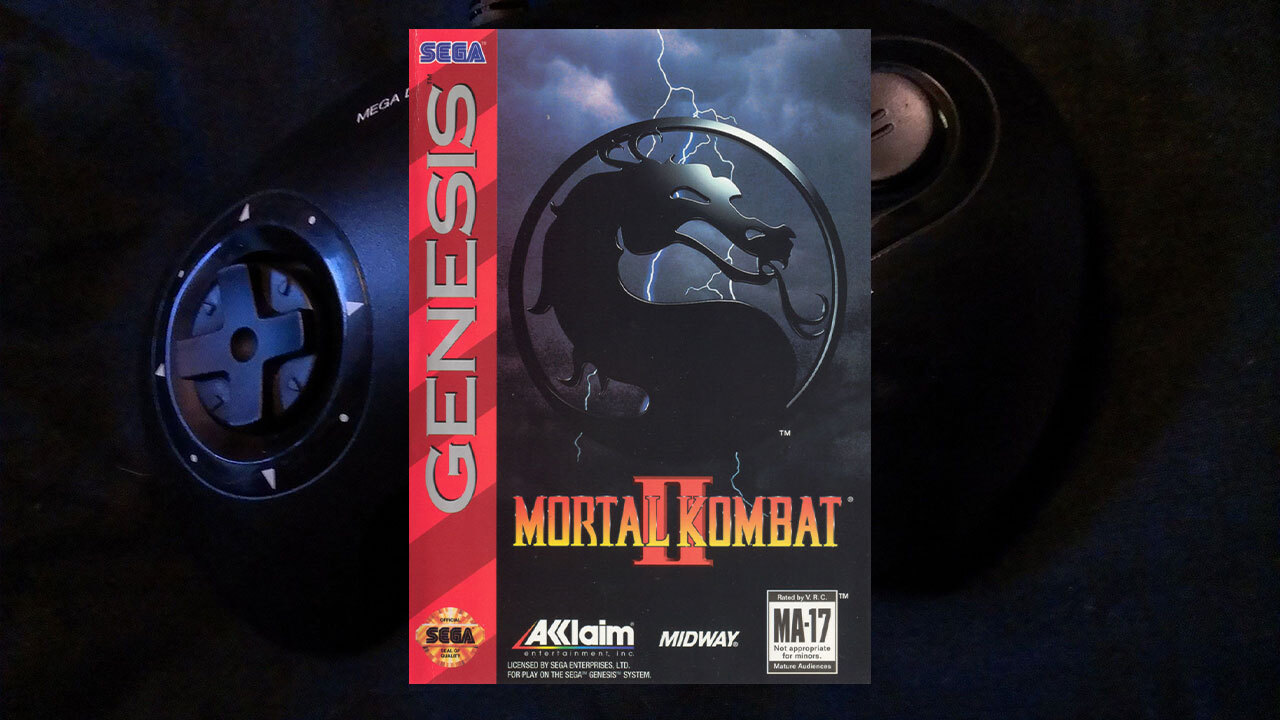 MEGA
SEGA®
GENESIS™
™
MORTAL KOMBAT®
II
OFFICIAL
SEGA
SEAL OF
QUALITY
AKKlaim®
entertainment, inc.
MIDWAY®
LICENSED BY SEGA ENTERPRISES, LTD.
FOR PLAY ON THE SEGA™ GENESIS™ SYSTEM.
Rated by V. R. C.
™
MA-17
Not appropriate
for minors.
Mature Audiences